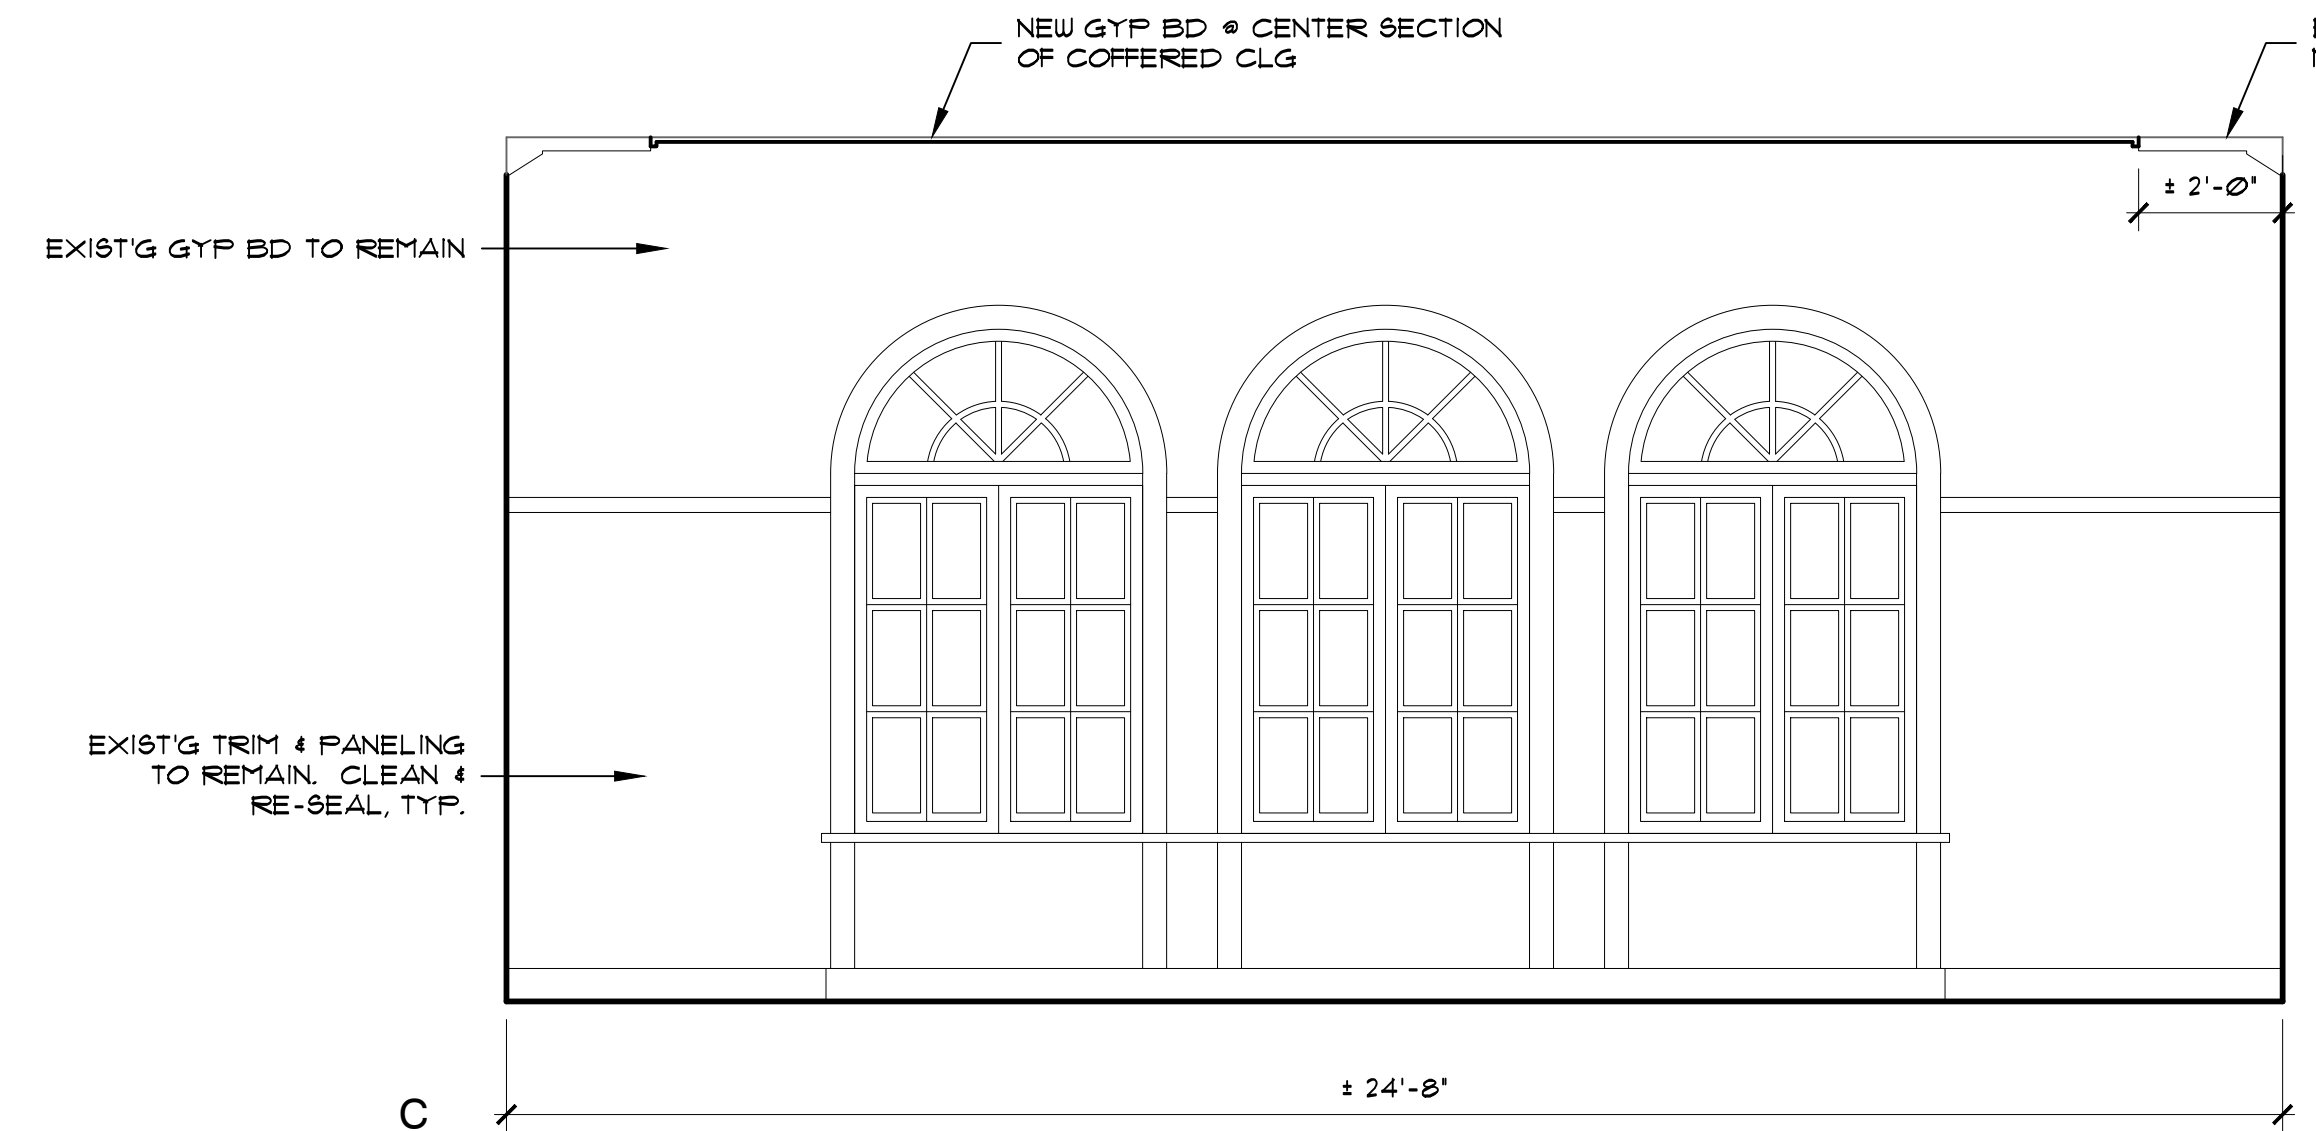 NEW GYP BD @ CENTER SECTION
OF COFFERED CLG
± 2'-0"
EXIST'G GYP BD TO REMAIN
EXIST'G TRIM & PANELING
TO REMAIN. CLEAN &
RE-SEAL, TYP.
± 24'-8"
C